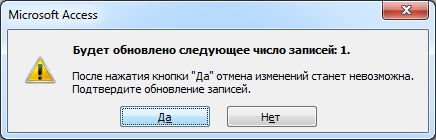 Microsoft Access
Будет обновлено следующее число записей: 1.
После нажатия кнопки "Да" отмена изменений станет невозможна.
Подтвердите обновление записей.
Да
Нет